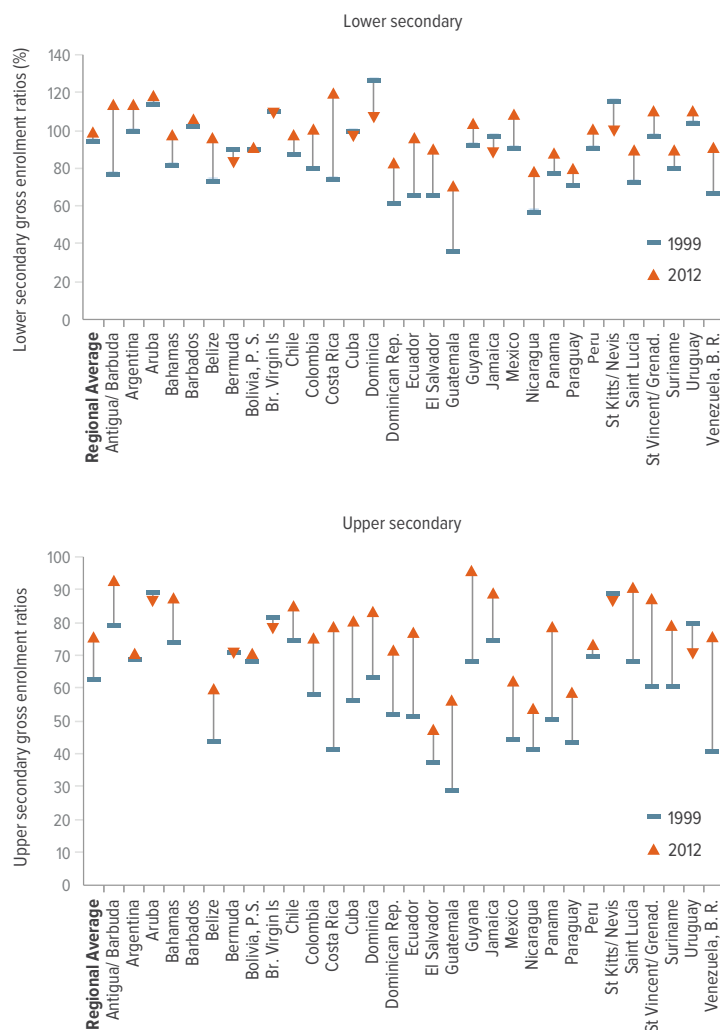 Lower secondary
Lower secondary gross enrolment ratios (%)
140
120
100
80
60
40
20
0
1999
2012
Regional Average
Antigua/ Barbuda
Argentina
Aruba
Bahamas
Barbados
Belize
Bermuda
Bolivia, P. S.
Br. Virgin Is
Chile
Colombia
Costa Rica
Cuba
Dominica
Dominican Rep.
Ecuador
El Salvador
Guatemala
Guyana
Jamaica
Mexico
Nicaragua
Panama
Paraguay
Peru
St Kitts/ Nevis
Saint Lucia
St Vincent/ Grenad.
Suriname
Uruguay
Venezuela, B. R.
Upper secondary
Upper secondary gross enrolment ratios
100
90
80
70
60
50
40
30
20
10
0
1999
2012
Regional Average
Antigua/ Barbuda
Argentina
Aruba
Bahamas
Barbados
Belize
Bermuda
Bolivia, P.S.
Br. Virgin Is
Chile
Colombia
Costa Rica
Cuba
Dominica
Dominican Rep.
Ecuador
El Salvador
Guatemala
Guyana
Jamaica
Mexico
Nicaragua
Panama
Paraguay
Peru
St Kitts/ Nevis
Saint Lucia
St Vincent/ Grenad.
Suriname
Uruguay
Venezuela, B. R.